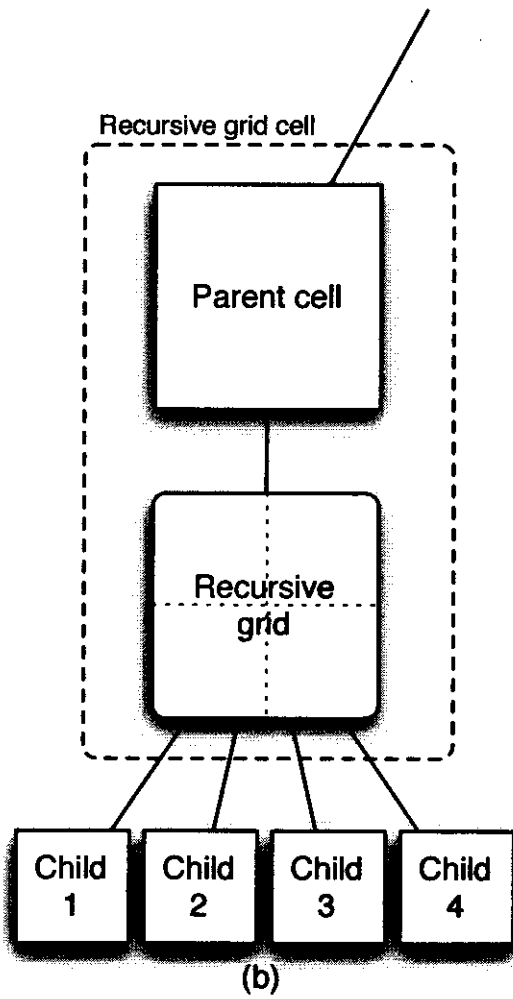 Recursive grid cell
Parent cell
Recursive
grid
Child
1
Child
2
Child
3
Child
4
(b)